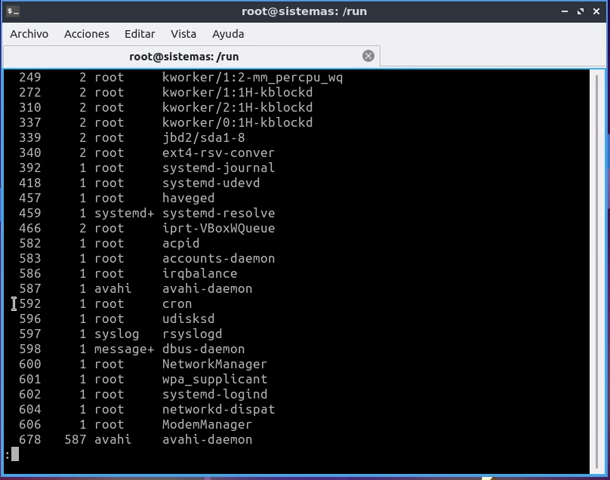 root@sistemas: /run
Archivo Acciones Editar Vista Ayuda
root@sistemas: /run
249 2 root kworker/1:2-mm_percpu_wq
272 2 root kworker/1:1H-kblockd
310 2 root kworker/2:1H-kblockd
337 2 root kworker/0:1H-kblockd
339 2 root jbd2/sda1-8
340 2 root ext4-rsv-conver
392 1 root systemd-journal
418 1 root systemd-udevd
457 1 root haveged
459 1 systemd+ systemd-resolve
466 2 root iprt-VBoxWQueue
582 1 root acpid
583 1 root accounts-daemon
586 1 root irqbalance
587 1 avahi avahi-daemon
592 1 root cron
596 1 root udisksd
597 1 syslog rsyslogd
598 1 message+ dbus-daemon
600 1 root NetworkManager
601 1 root wpa_supplicant
602 1 root systemd-logind
604 1 root networkd-dispat
606 1 root ModemManager
678 587 avahi avahi-daemon
: